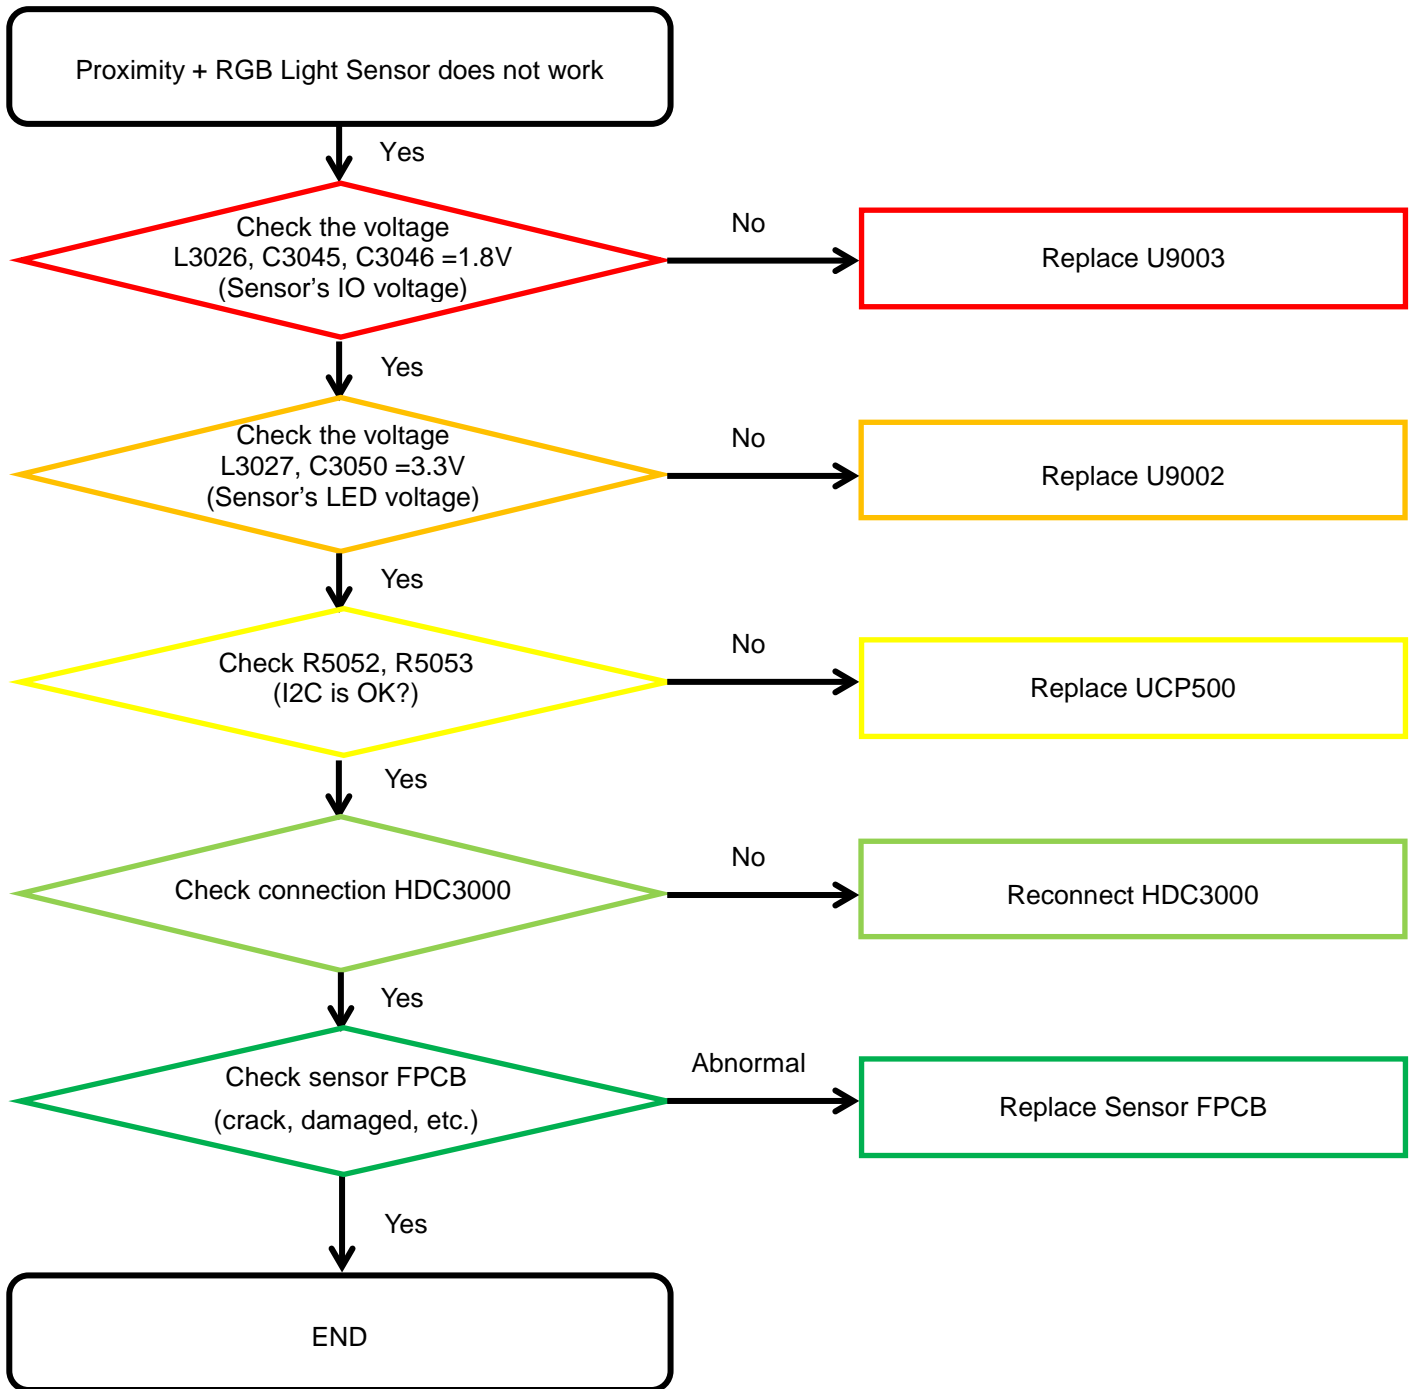 Proximity + RGB Light Sensor does not work
Yes
Check the voltage
L3026, C3045, C3046 =1.8V
(Sensor's IO voltage)
No
Replace U9003
Yes
Check the voltage
L3027, C3050 =3.3V
(Sensor's LED voltage)
No
Replace U9002
Yes
Check R5052, R5053
(I2C is OK?)
No
Replace UCP500
Yes
Check connection HDC3000
No
Reconnect HDC3000
Yes
Check sensor FPCB
(crack, damaged, etc.)
Abnormal
Replace Sensor FPCB
Yes
END